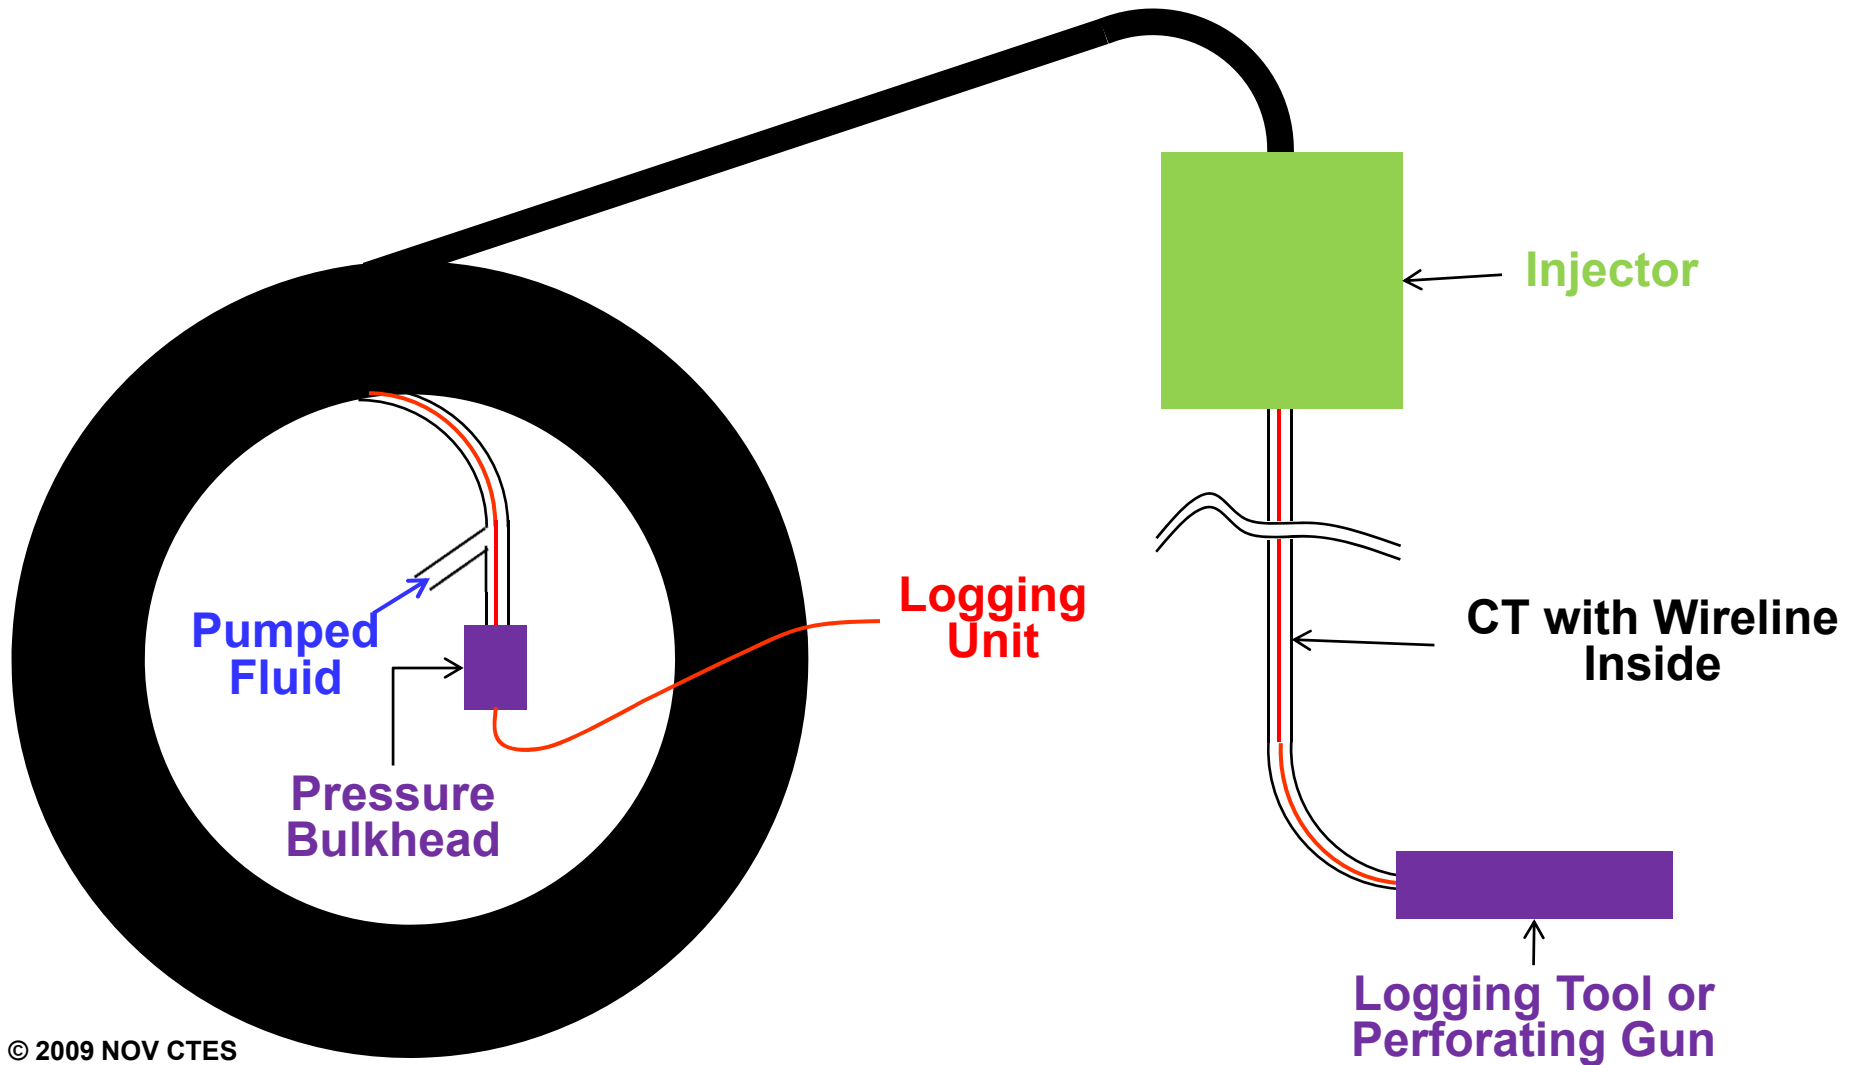 Injector
Logging
Unit
CT with Wireline
Inside
Pumped
Fluid
Pressure
Bulkhead
Logging Tool or
Perforating Gun
© 2009 NOV CTES